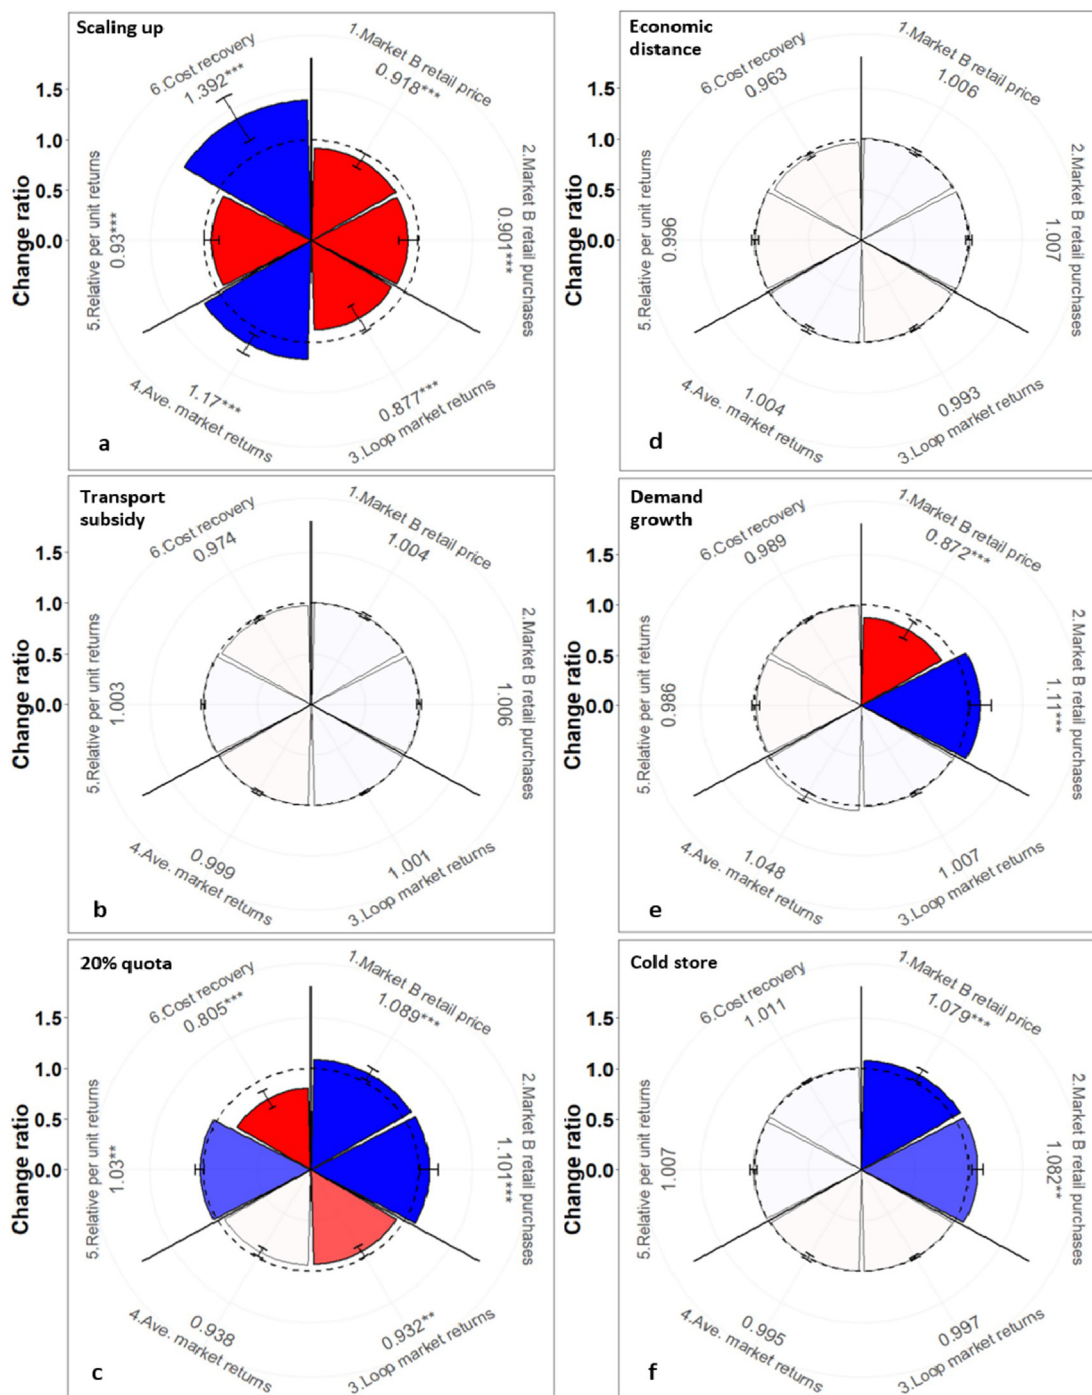 Scaling up
6.Cost recovery
1.392***
1.Market B retail price
0.918***
2.Market B retail purchases
0.901***
3.Loop market returns
0.877***
4.Ave. market returns
1.17***
5.Relative per unit returns
0.93***
Change ratio
1.5
1.0
0.5
0.0
a
Economic
distance
6.Cost recovery
0.963
1.Market B retail price
1.006
2.Market B retail purchases
1.007
3.Loop market returns
0.993
4.Ave. market returns
1.004
5.Relative per unit returns
0.996
Change ratio
1.5
1.0
0.5
0.0
d
Transport
subsidy
6.Cost recovery
0.974
1.Market B retail price
1.004
2.Market B retail purchases
1.006
3.Loop market returns
1.001
4.Ave. market returns
0.999
5.Relative per unit returns
1.003
Change ratio
1.5
1.0
0.5
0.0
b
Demand
growth
6.Cost recovery
0.989
1.Market B retail price
0.872***
2.Market B retail purchases
1.11***
3.Loop market returns
1.007
4.Ave. market returns
1.048
5.Relative per unit returns
0.986
Change ratio
1.5
1.0
0.5
0.0
e
20% quota
6.Cost recovery
0.805***
1.Market B retail price
1.089***
2.Market B retail purchases
1.101***
3.Loop market returns
0.932**
4.Ave. market returns
0.938
5.Relative per unit returns
1.03**
Change ratio
1.5
1.0
0.5
0.0
c
Cold store
6.Cost recovery
1.011
1.Market B retail price
1.079***
2.Market B retail purchases
1.082**
3.Loop market returns
0.997
4.Ave. market returns
0.995
5.Relative per unit returns
1.007
Change ratio
1.5
1.0
0.5
0.0
f